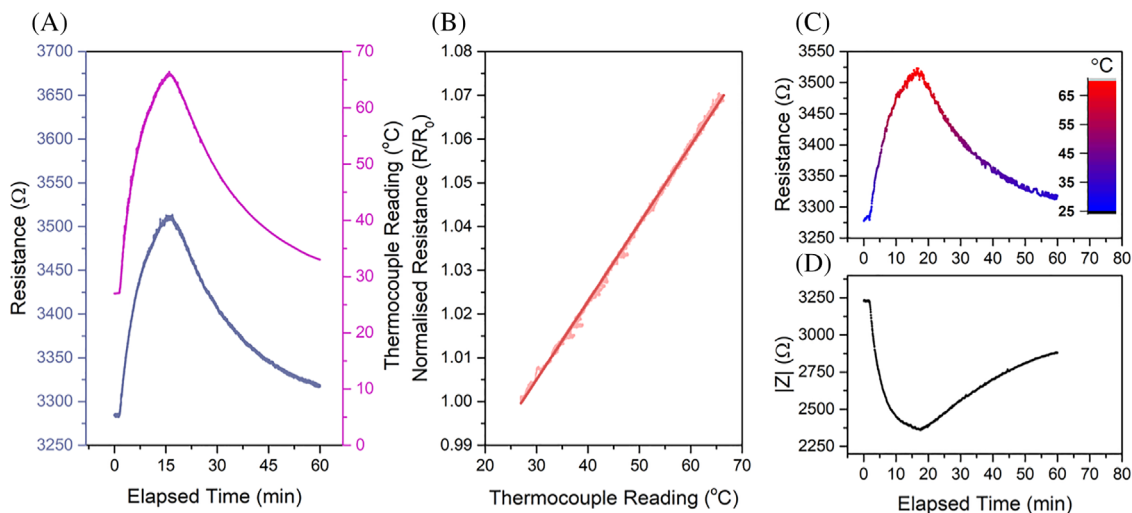 (A)
Resistance (Ω)
3700
3650
3600
3550
3500
3450
3400
3350
3300
3250
0 15 30 45 60
Elapsed Time (min)
70
60
50
40
30
20
10
0
Thermocouple Reading (°C)
(B)
Normalised Resistance (R/R₀)
1.08
1.07
1.06
1.05
1.03
1.02
1.01
1.00
0.99
20 30 40 50 60 70
Thermocouple Reading (°C)
(C)
Resistance (Ω)
3550
3500
3450
3400
3350
3300
3250
0 10 20 30 40 50 60 70 80
°C
65
55
45
35
25
(D)
|Z| (Ω)
3250
3000
2750
2500
2250
0 10 20 30 40 50 60 70 80
Elapsed Time (min)